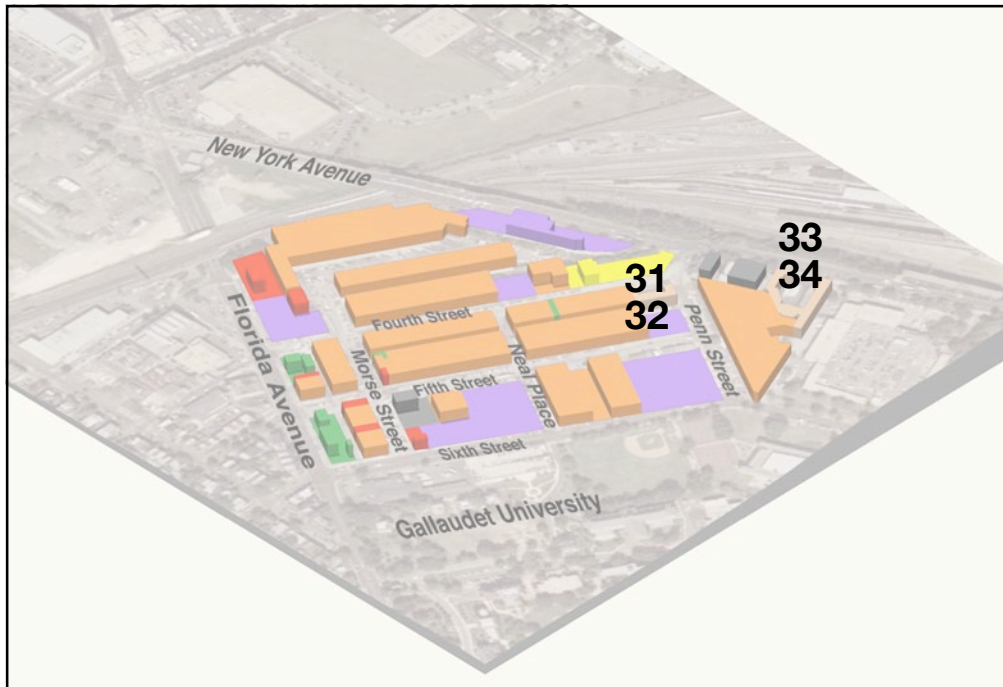 New York Avenue
33
34
31
32
Fourth Street
Florida Avenue
Morse Street
Neal Place
Penn Street
Fifth Street
Sixth Street
Gallaudet University